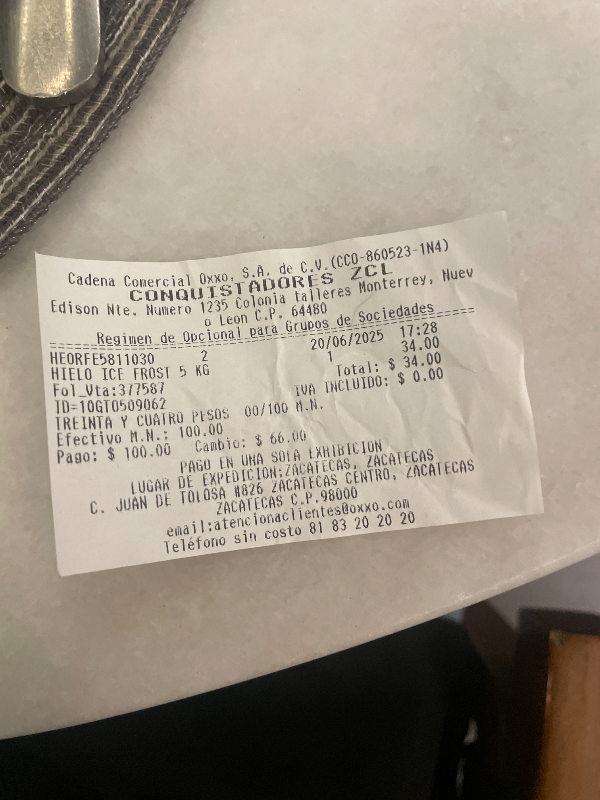 Cadena Comercial Oxxo, S.A. de C.V.(CCO-860523-1N4)
CONQUISTADORES ZCL
Edison Nte. Numero 1235 Colonia talleres Monterrey, Nuev
o Leon C.P. 64480
Regimen de Opcional para Grupos de Sociedades
HEORFE5811030 2 20/06/2025 17:28
HIELO ICE FROST 5 KG 1 34.00
Fol_Vta:377587 Total: $ 34.00
ID=10GTO509062 IVA INCLUIDO: $ 0.00
TREINTA Y CUATRO PESOS 00/100 M.N.
Efectivo M.N.: 100.00
Pago: $ 100.00 Cambio: $ 66.00
PAGO EN UNA SOLA EXHIBICION
LUGAR DE EXPEDICION:ZACATECAS, ZACATECAS
C. JUAN DE TOLOSA #826 ZACATECAS CENTRO, ZACATECAS
ZACATECAS C.P.98000
email:atencionaclientes@oxxo.com
Teléfono sin costo 81 83 20 20 20